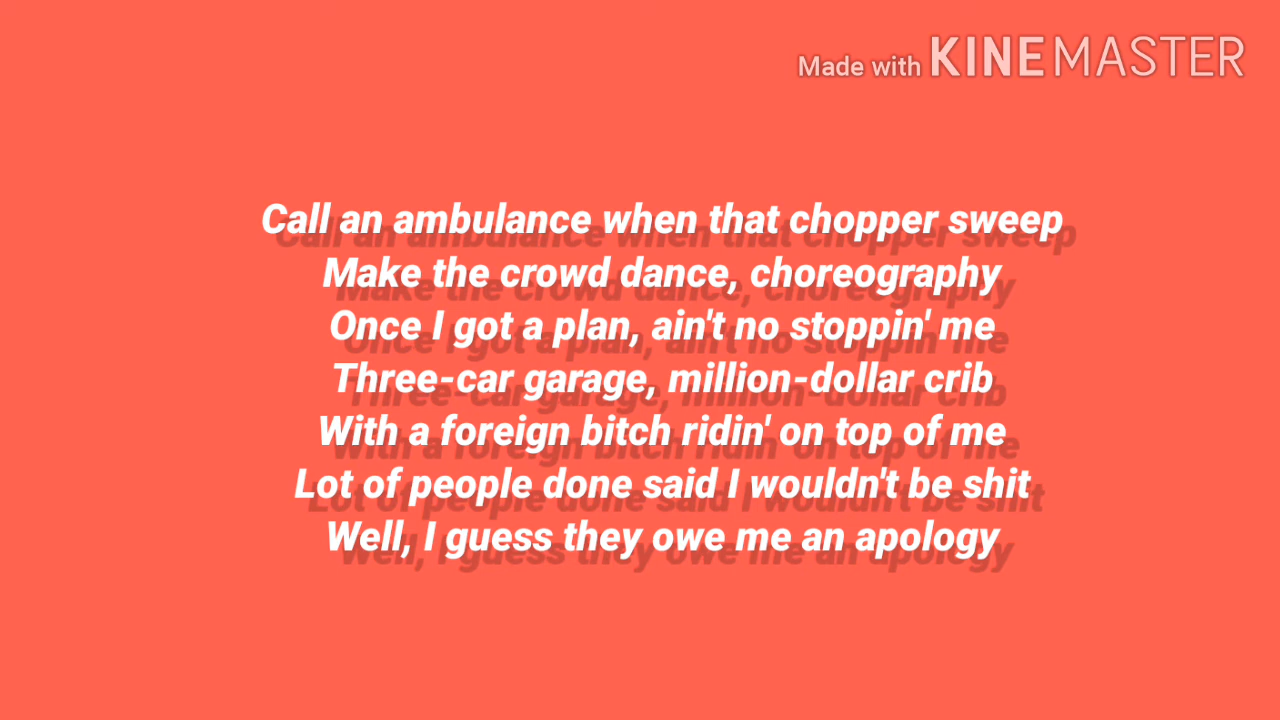 Made with KINEMASTER
Call an ambulance when that chopper sweep
Make the crowd dance, choreography
Once I got a plan, ain't no stoppin' me
Three-car garage, million-dollar crib
With a foreign bitch ridin' on top of me
Lot of people done said I wouldn't be shit
Well, I guess they owe me an apology